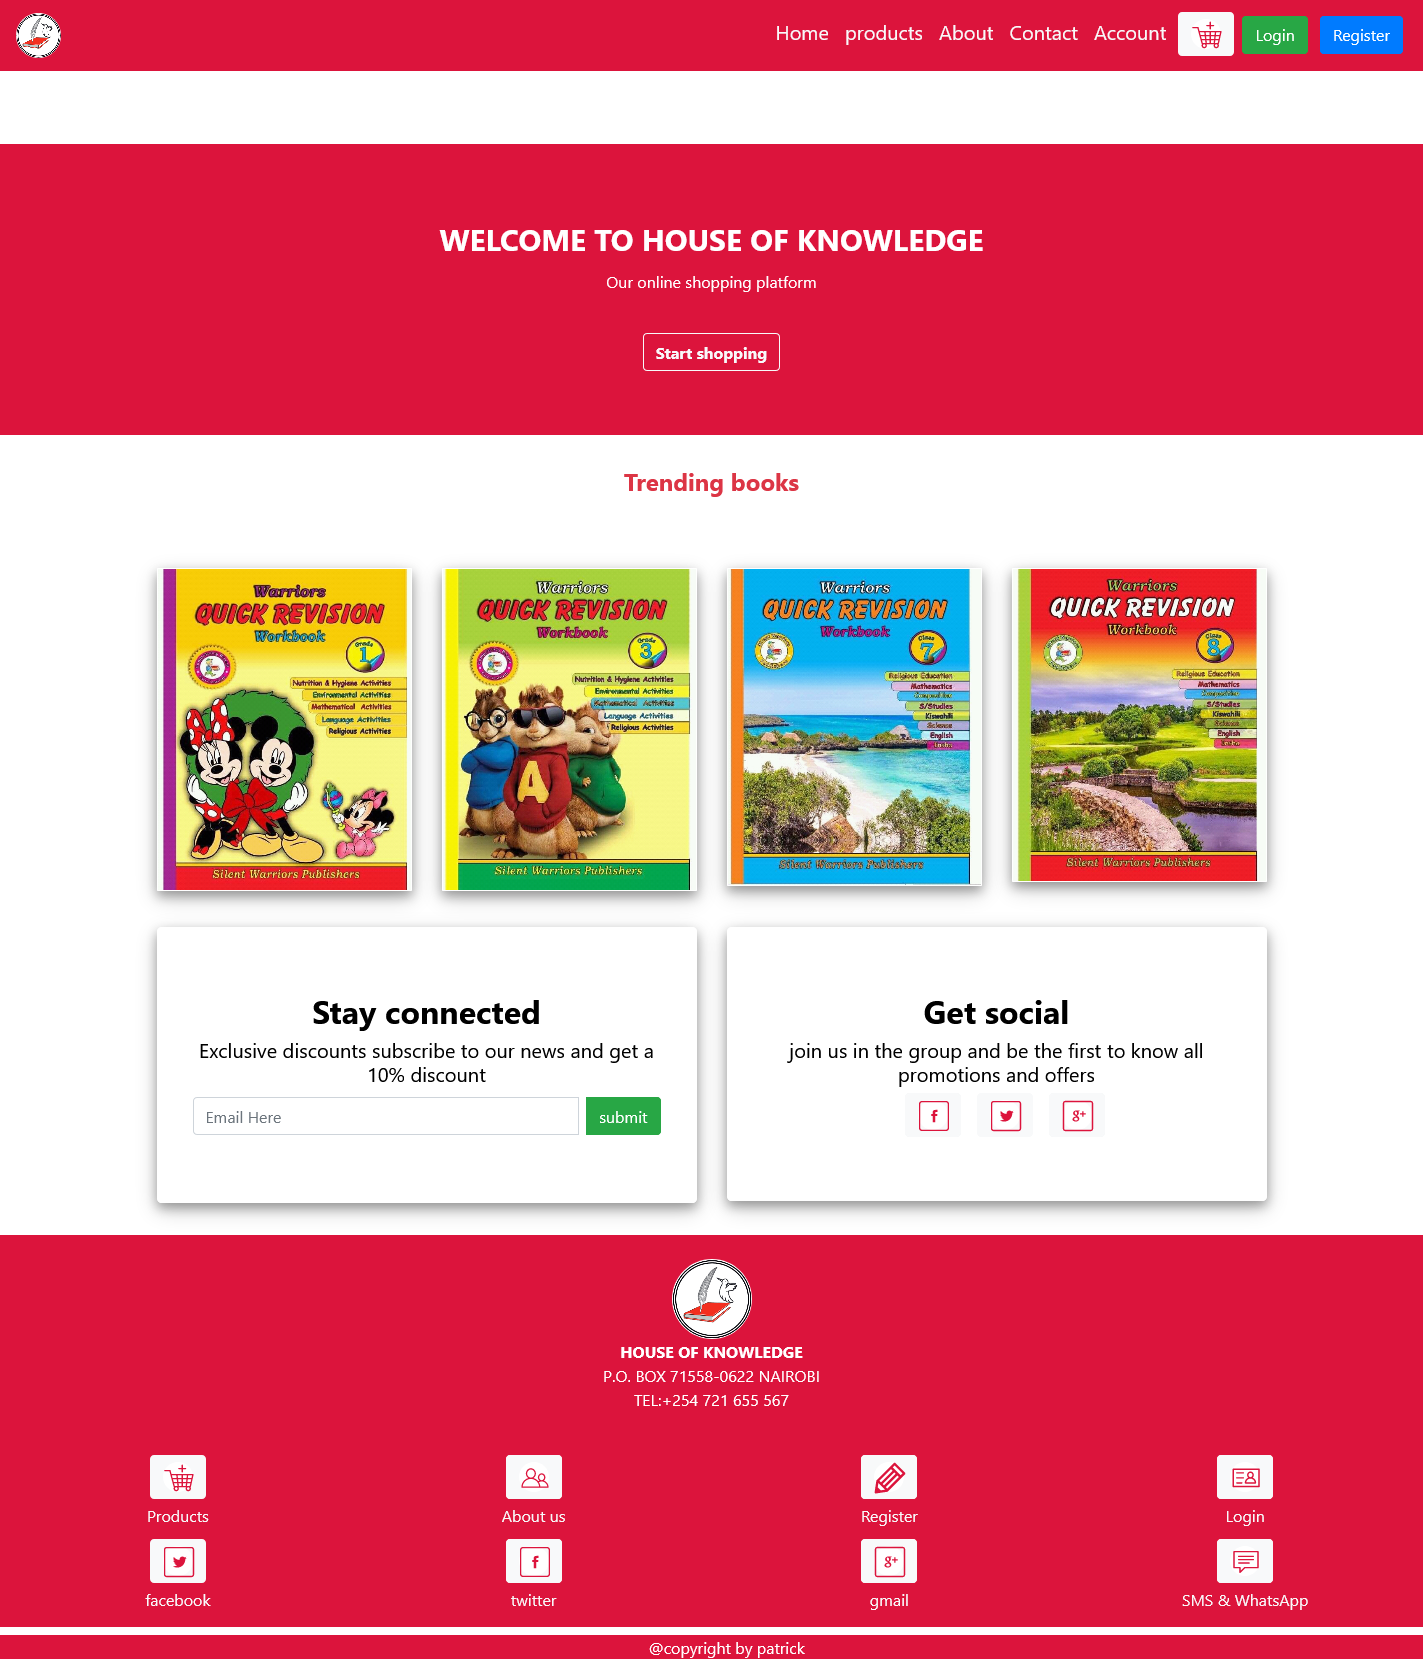 Home products About Contact Account Login Register
WELCOME TO HOUSE OF KNOWLEDGE
Our online shopping platform
Start shopping
Trending books
Warriors
QUICK REVISION
Workbook
Grade
1
Nutrition & Hygiene Activities
Environmental Activities
Mathematical Activities
Language Activities
Religious Activities
Silent Warriors Publishers
Warriors
QUICK REVISION
Workbook
Grade
3
Nutrition & Hygiene Activities
Environmental Activities
Mathematical Activities
Language Activities
Religious Activities
A
Silent Warriors Publishers
Warriors
QUICK REVISION
Workbook
Class
7
Religious Education
Mathematics
Composition
S/Studies
Kiswahili
Science
English
Silent Warriors Publishers
Warriors
QUICK REVISION
Workbook
Class
8
Religious Education
Mathematics
Composition
S/Studies
Kiswahili
Science
English
Silent Warriors Publishers
Stay connected
Exclusive discounts subscribe to our news and get a
10% discount
Email Here submit
Get social
join us in the group and be the first to know all
promotions and offers
HOUSE OF KNOWLEDGE
P.O. BOX 71558-0622 NAIROBI
TEL:+254 721 655 567
Products About us Register Login
facebook twitter gmail SMS & WhatsApp
@copyright by patrick